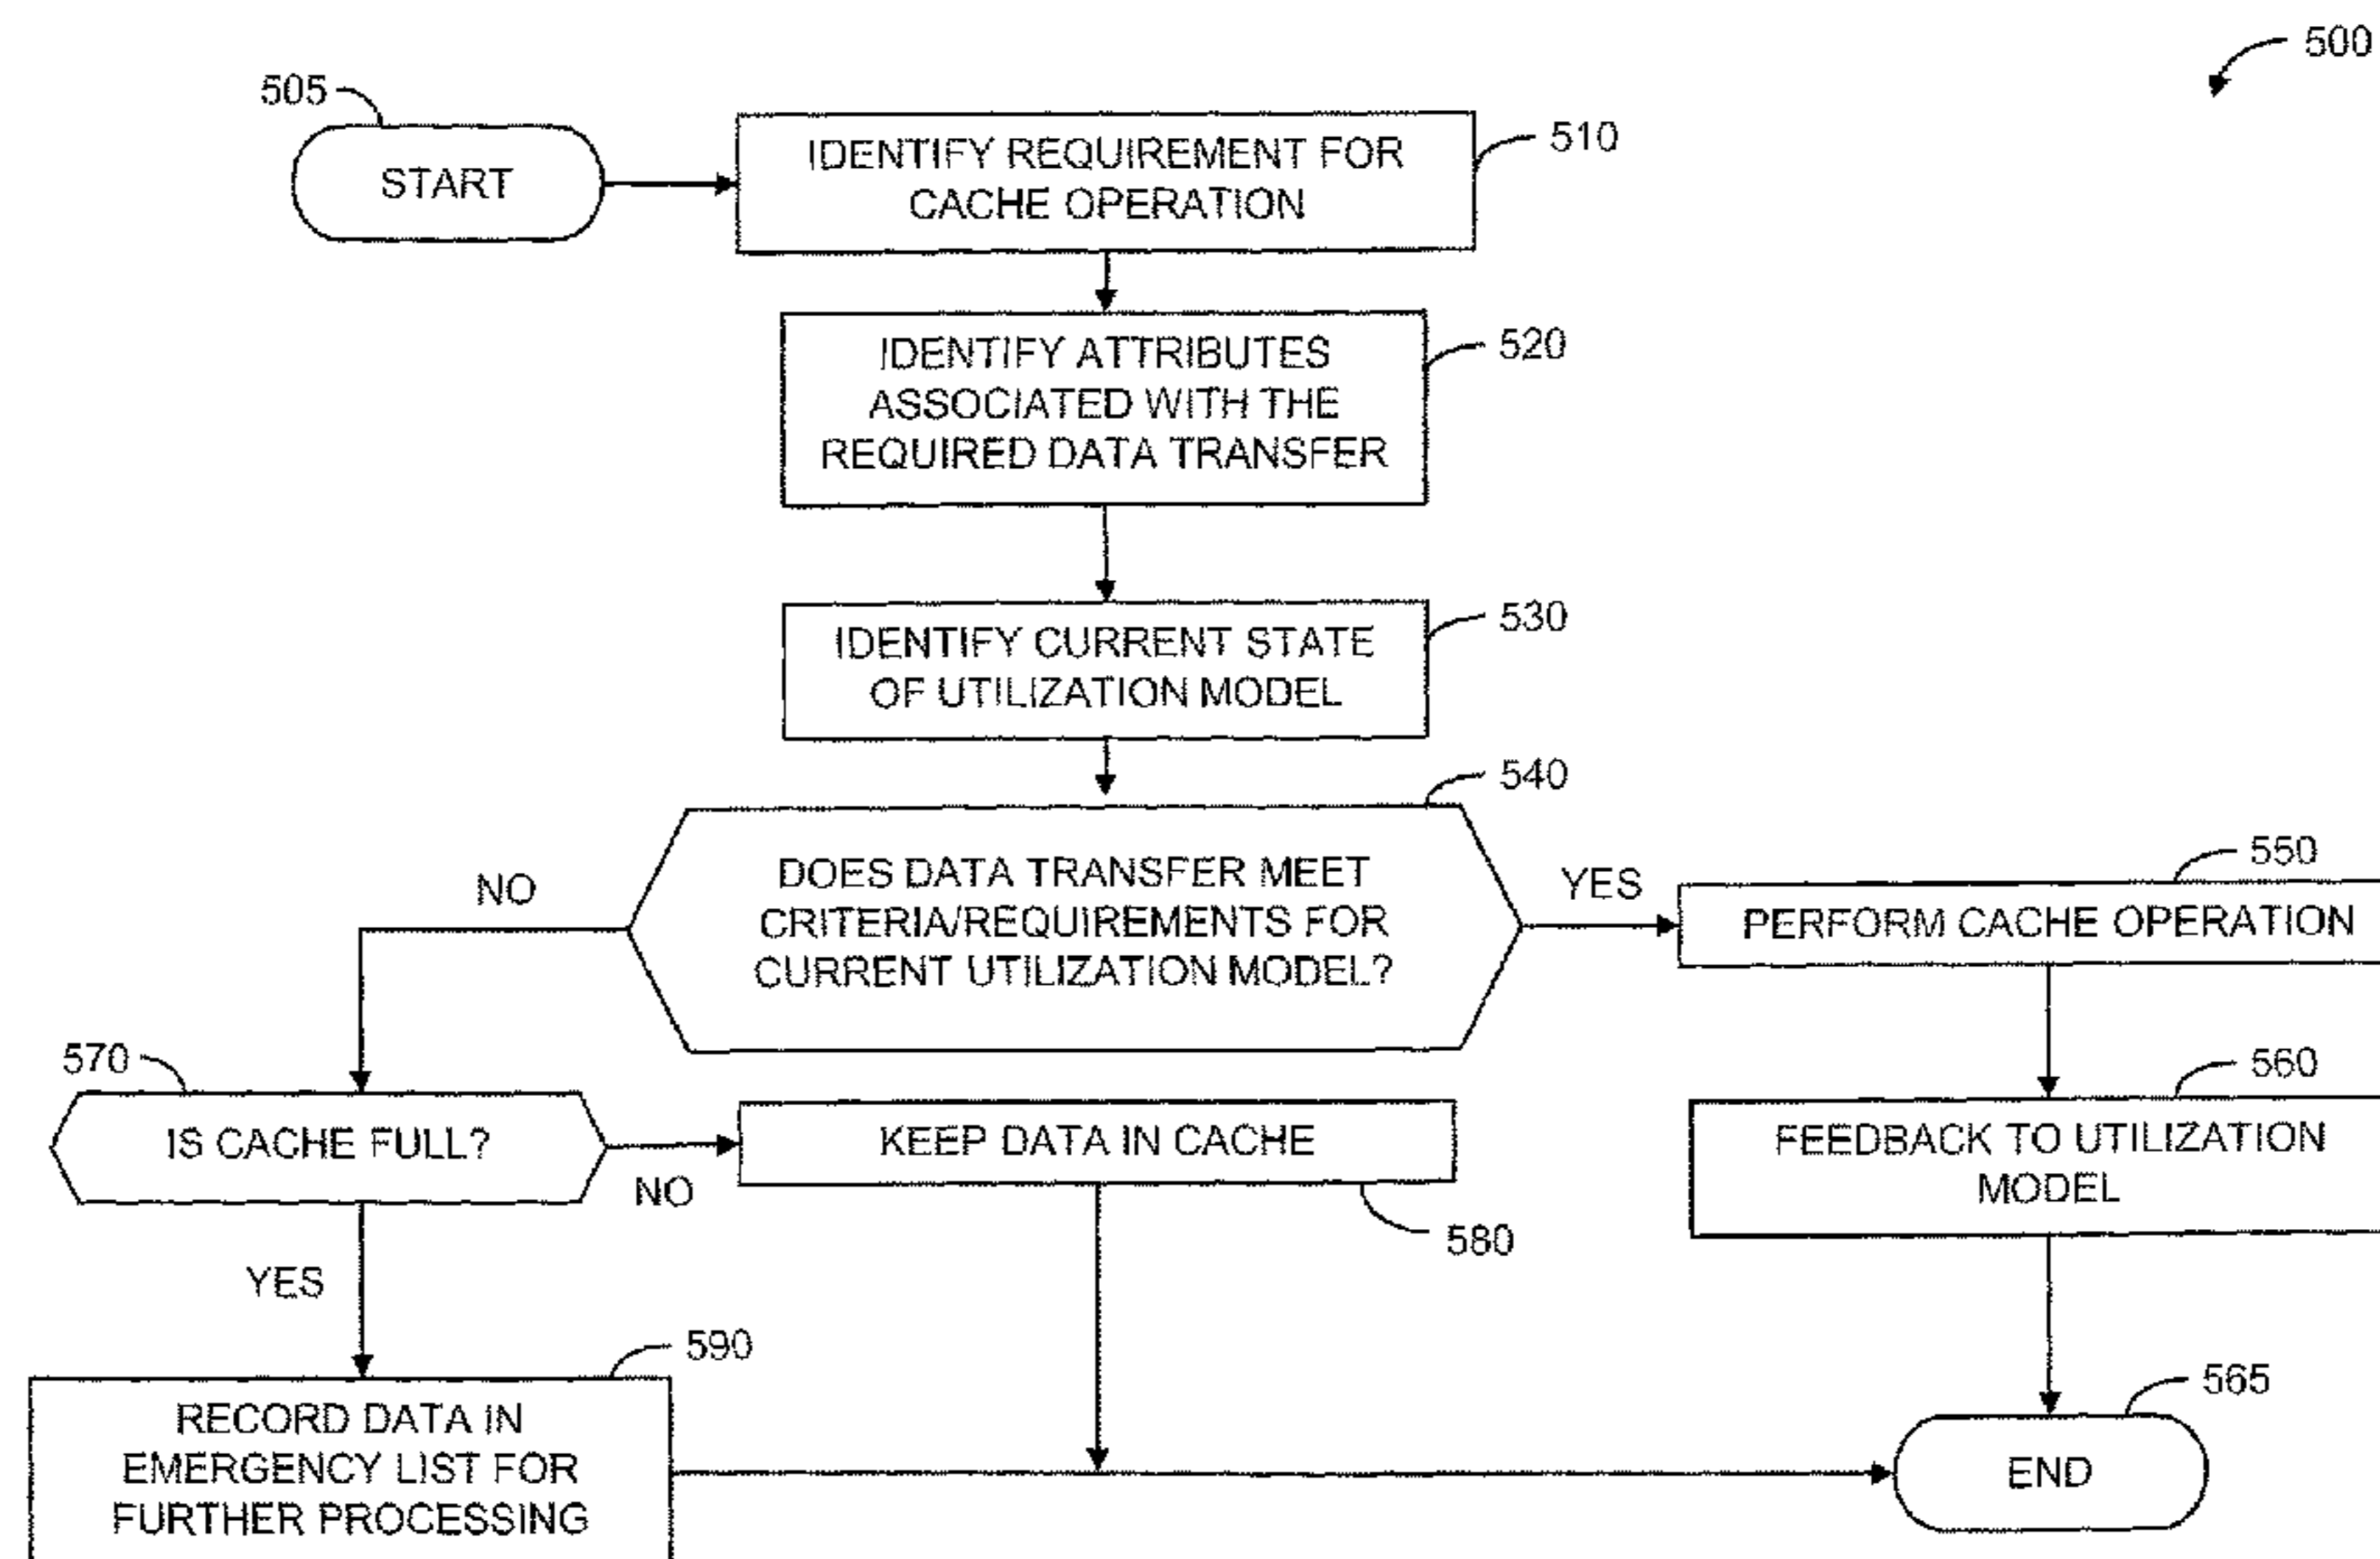 500
505
START
IDENTIFY REQUIREMENT FOR
CACHE OPERATION
510
IDENTIFY ATTRIBUTES
ASSOCIATED WITH THE
REQUIRED DATA TRANSFER
520
IDENTIFY CURRENT STATE
OF UTILIZATION MODEL
530
540
DOES DATA TRANSFER MEET
CRITERIA/REQUIREMENTS FOR
CURRENT UTILIZATION MODEL?
NO
YES
550
PERFORM CACHE OPERATION
570
IS CACHE FULL?
NO
KEEP DATA IN CACHE
580
560
FEEDBACK TO UTILIZATION
MODEL
YES
590
RECORD DATA IN
EMERGENCY LIST FOR
FURTHER PROCESSING
565
END